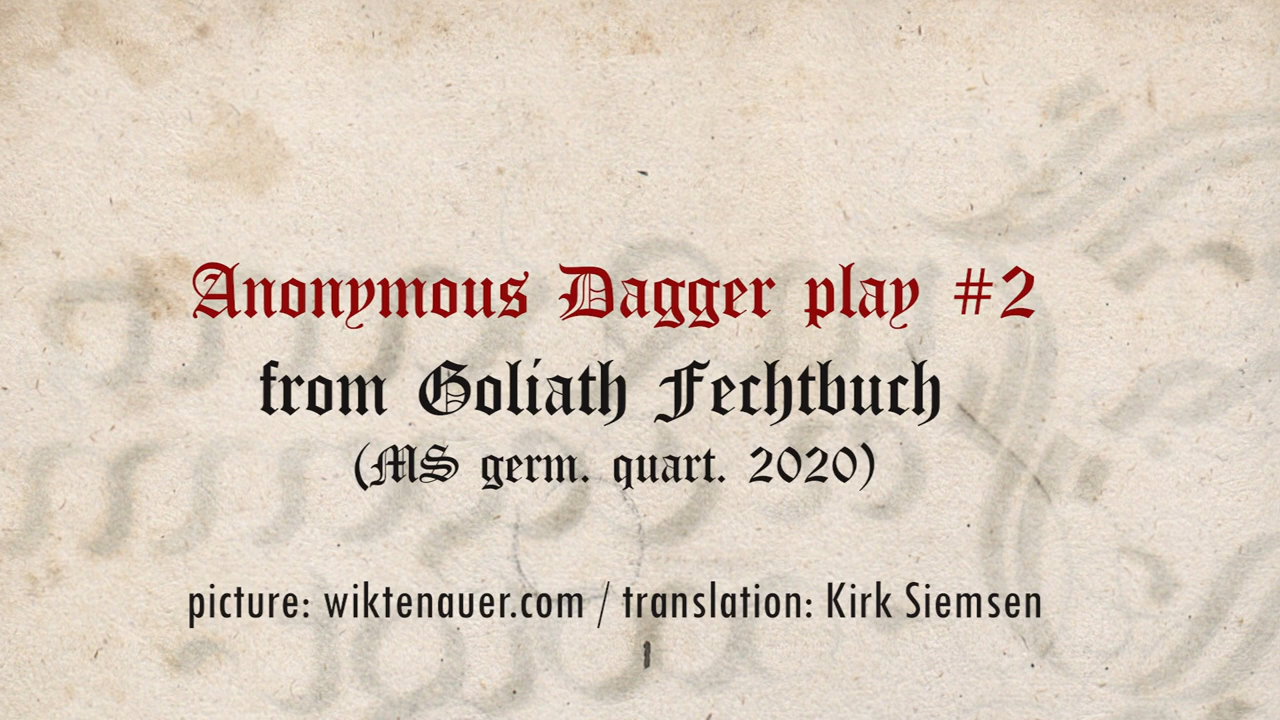 Anonymous Dagger play #2
from Goliath Fechtbuch
(MS germ. quart. 2020)
picture: wiktenauer.com / translation: Kirk Siemsen